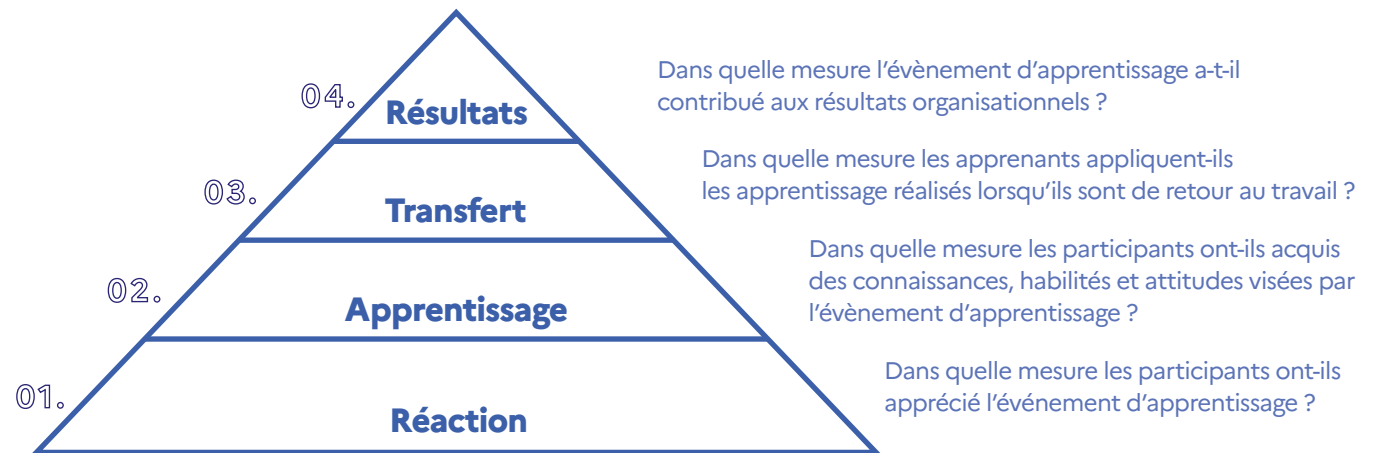 04.
Résultats
Dans quelle mesure l'évènement d'apprentissage a-t-il
contribué aux résultats organisationnels ?
03.
Transfert
Dans quelle mesure les apprenants appliquent-ils
les apprentissage réalisés lorsqu'ils sont de retour au travail ?
02.
Apprentissage
Dans quelle mesure les participants ont-ils acquis
des connaissances, habilités et attitudes visées par
l'évènement d'apprentissage ?
01.
Réaction
Dans quelle mesure les participants ont-ils
apprécié l'événement d'apprentissage ?